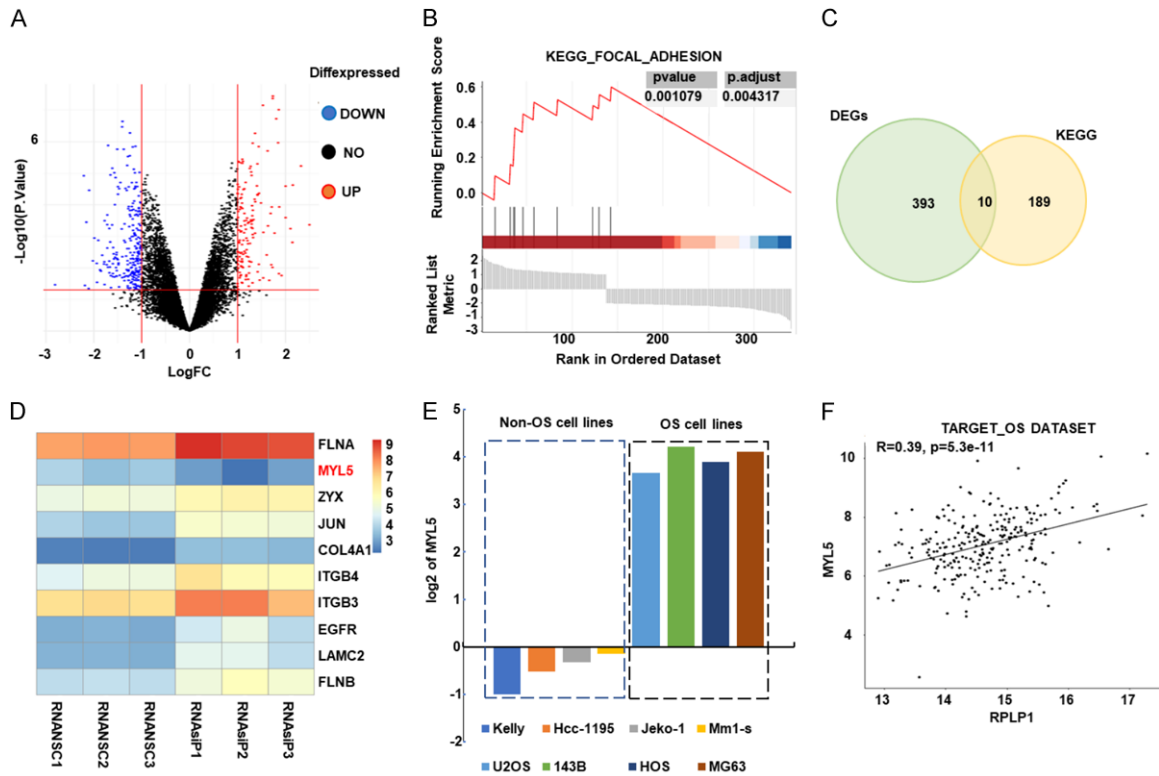 A
Diffexpressed
DOWN
NO
UP
6
-Log10(P.Value)
-3 -2 -1 0 1 2
LogFC
B
KEGG_FOCAL_ADHESION
pvalue p.adjust
0.001079 0.004317
Running Enrichment Score
0.6
0.4
0.2
0.0
Ranked List
Metric
2
1
0
-1
-2
-3
100 200 300
Rank in Ordered Dataset
C
DEGs
KEGG
393 10 189
D
FLNA
MYL5
ZYX
JUN
COL4A1
ITGB4
ITGB3
EGFR
LAMC2
FLNB
9
8
7
6
5
4
3
RNANSC1 RNANSC2 RNANSC3 RNAsiP1 RNAsiP2 RNAsiP3
E
Non-OS cell lines OS cell lines
log2 of MYL5
5
4
3
2
1
0
-1
-2
Kelly Hcc-1195 Jeko-1 Mm1-s
U2OS 143B HOS MG63
F
TARGET_OS DATASET
R=0.39, p=5.3e-11
MYL5
10
8
6
4
13 14 15 16 17
RPLP1